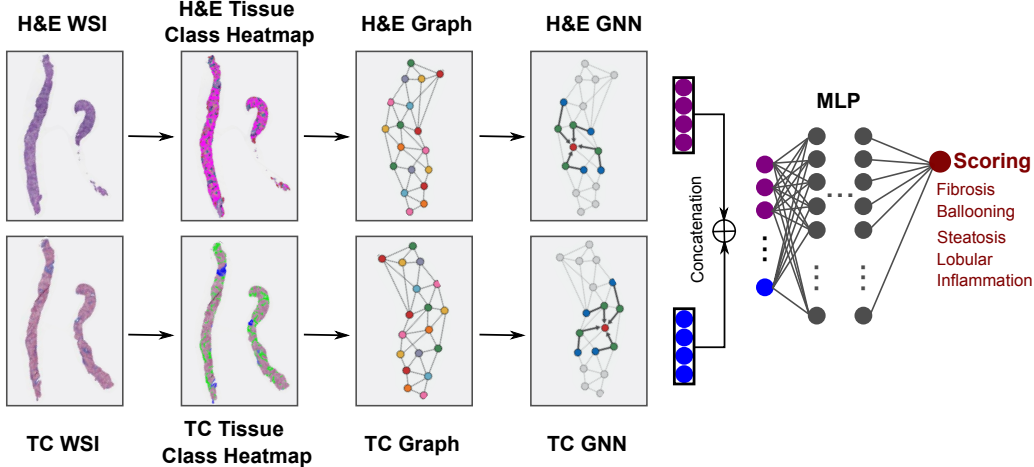 H&E WSI
H&E Tissue
Class Heatmap
H&E Graph
H&E GNN
MLP
Concatenation
Scoring
Fibrosis
Ballooning
Steatosis
Lobular
Inflammation
TC WSI
TC Tissue
Class Heatmap
TC Graph
TC GNN